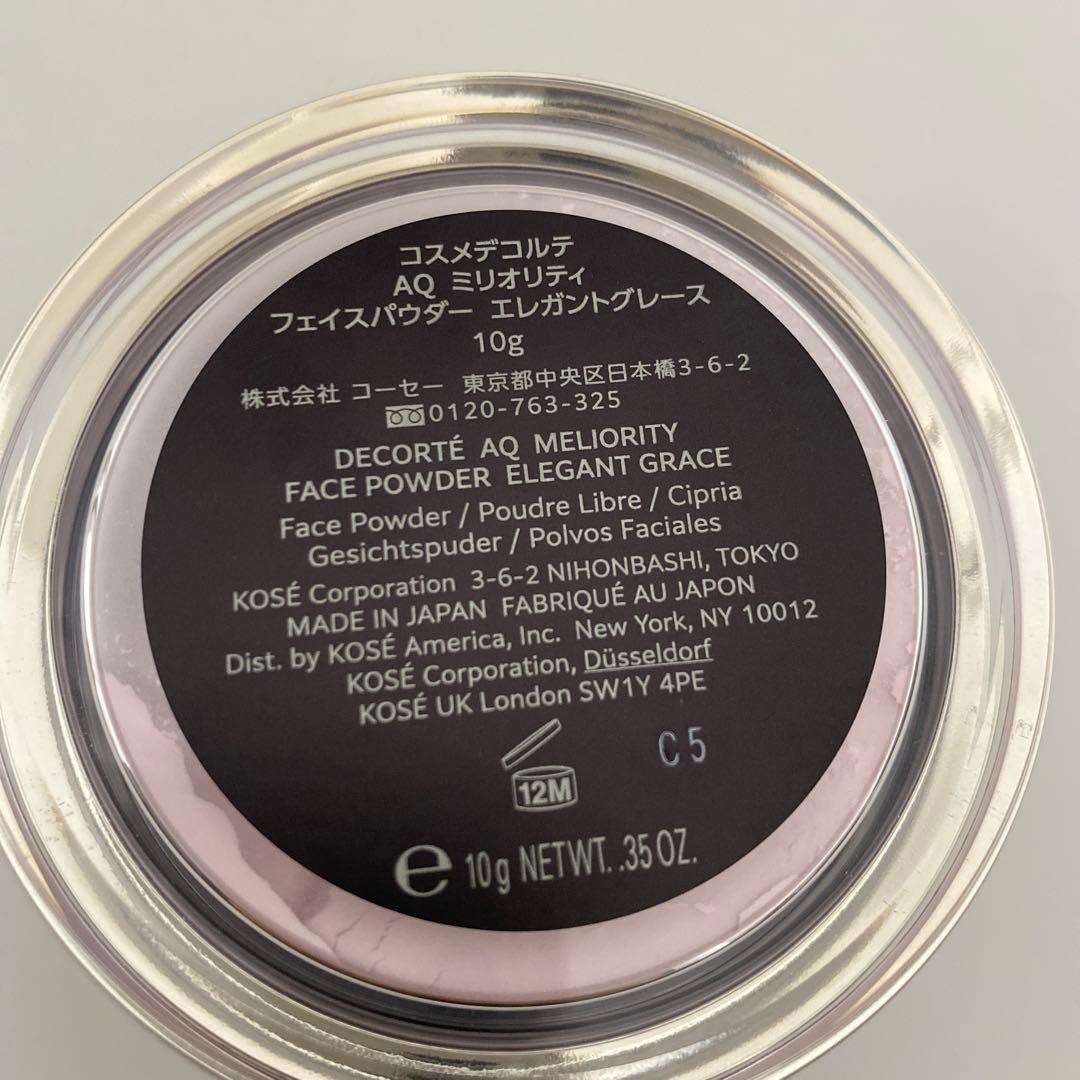 コスメデコルテ
AQ ミリオリティ
フェイスパウダー エレガントグレース
10g
株式会社 コーセー 東京都中央区日本橋3-6-2
0120-763-325
DECORTÉ AQ MELIORITY
FACE POWDER ELEGANT GRACE
Face Powder / Poudre Libre / Cipria
Gesichtspuder / Polvos Faciales
KOSÉ Corporation 3-6-2 NIHONBASHI, TOKYO
MADE IN JAPAN FABRIQUÉ AU JAPON
Dist. by KOSÉ America, Inc. New York, NY 10012
KOSÉ Corporation, Düsseldorf
KOSÉ UK London SW1Y 4PE
C5
12M
℮ 10g NET WT. .35 OZ.